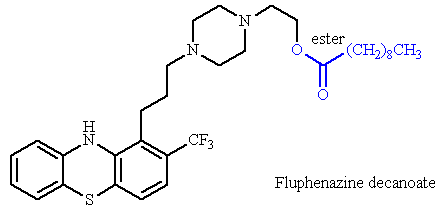 N
N
ester
O
(CH2)8CH3
O
H
N
CF3
S
Fluphenazine decanoate